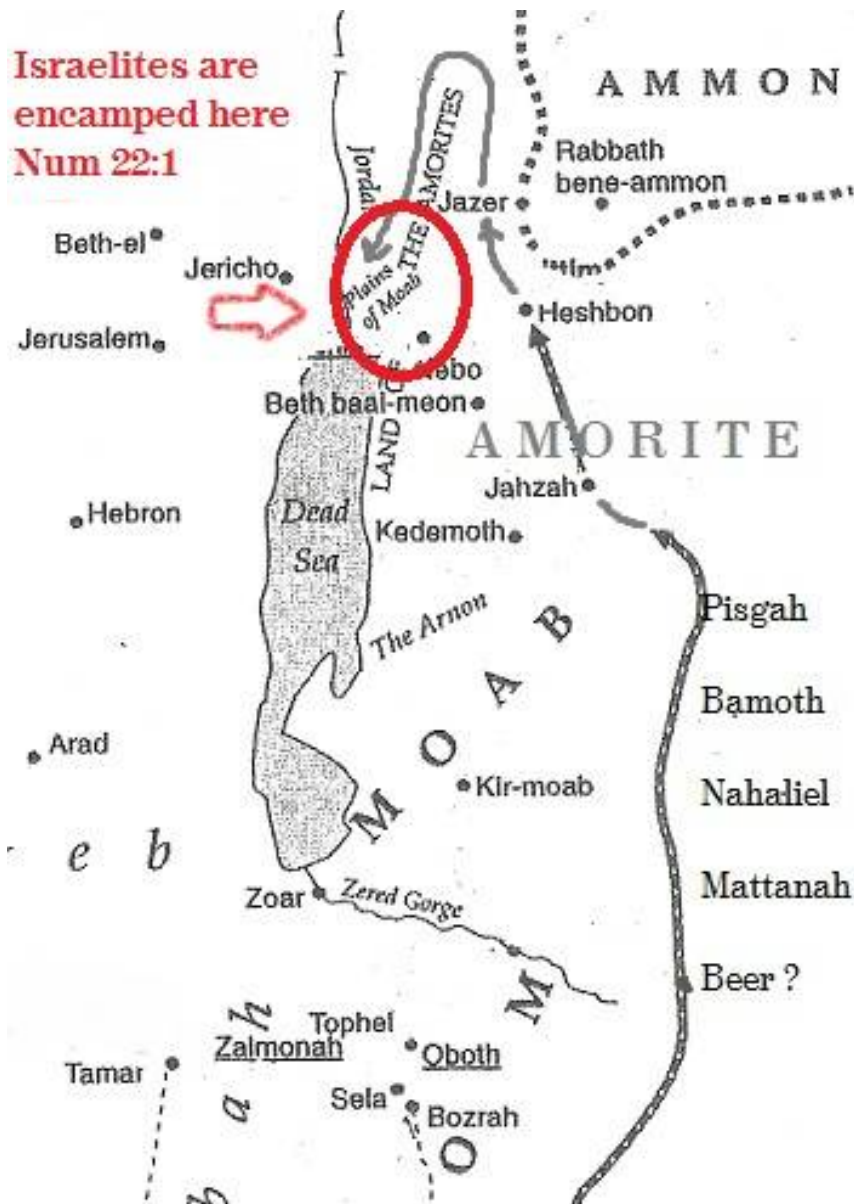 Israelites are
encamped here
Num 22:1
AMMON
THE AMORITES
Rabbath
bene-ammon
Jazer
Beth-el
Jericho
Plains
of Moab
Heshbon
Jerusalem
Beth baal-meon
LAND
AMORITE
Jahzah
Hebron
Dead
Sea
Kedemoth
The Arnon
Pisgah
MOAB
Bamoth
Arad
Kir-moab
Nahaliel
e b
Mattanah
Zoar
Zered Gorge
Beer ?
M
Tophel
Zalmonah
Oboth
Tamar
Sela
Bozrah
O